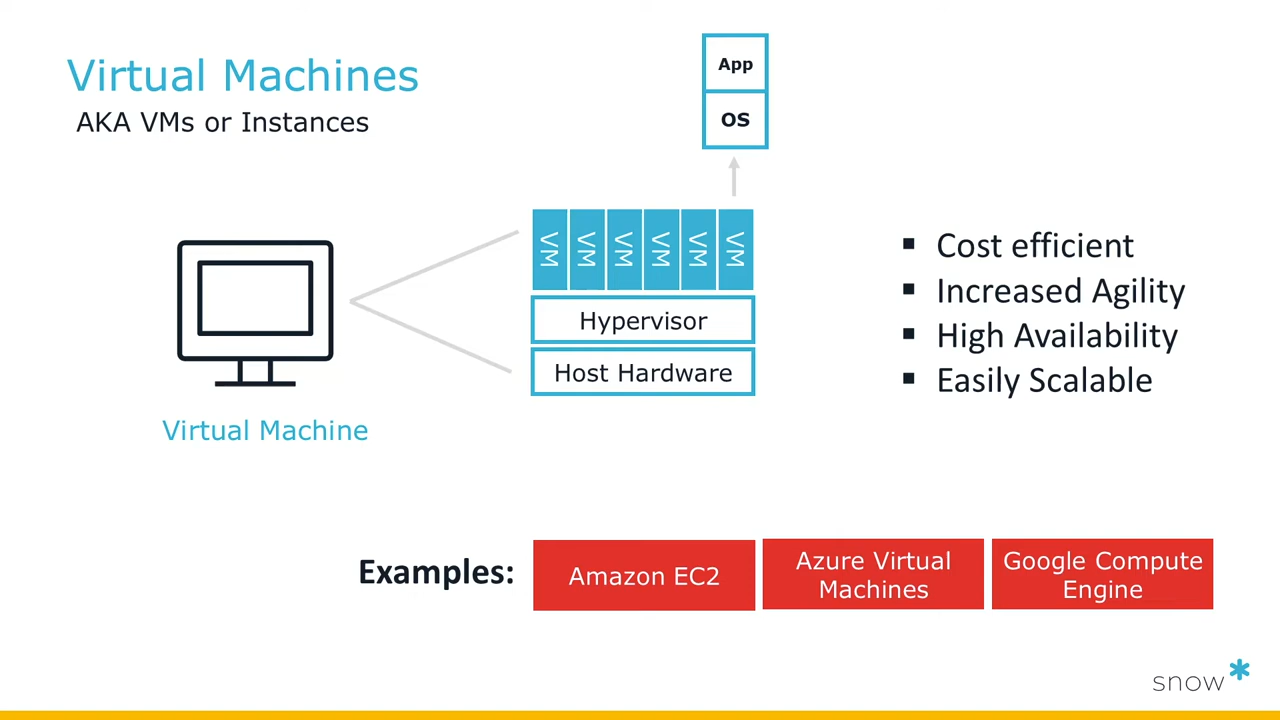 Virtual Machines
AKA VMs or Instances
App
OS
VM VM VM VM VM VM
Hypervisor
Host Hardware
Virtual Machine
▪ Cost efficient
▪ Increased Agility
▪ High Availability
▪ Easily Scalable
Examples:
Amazon EC2
Azure Virtual
Machines
Google Compute
Engine
snow